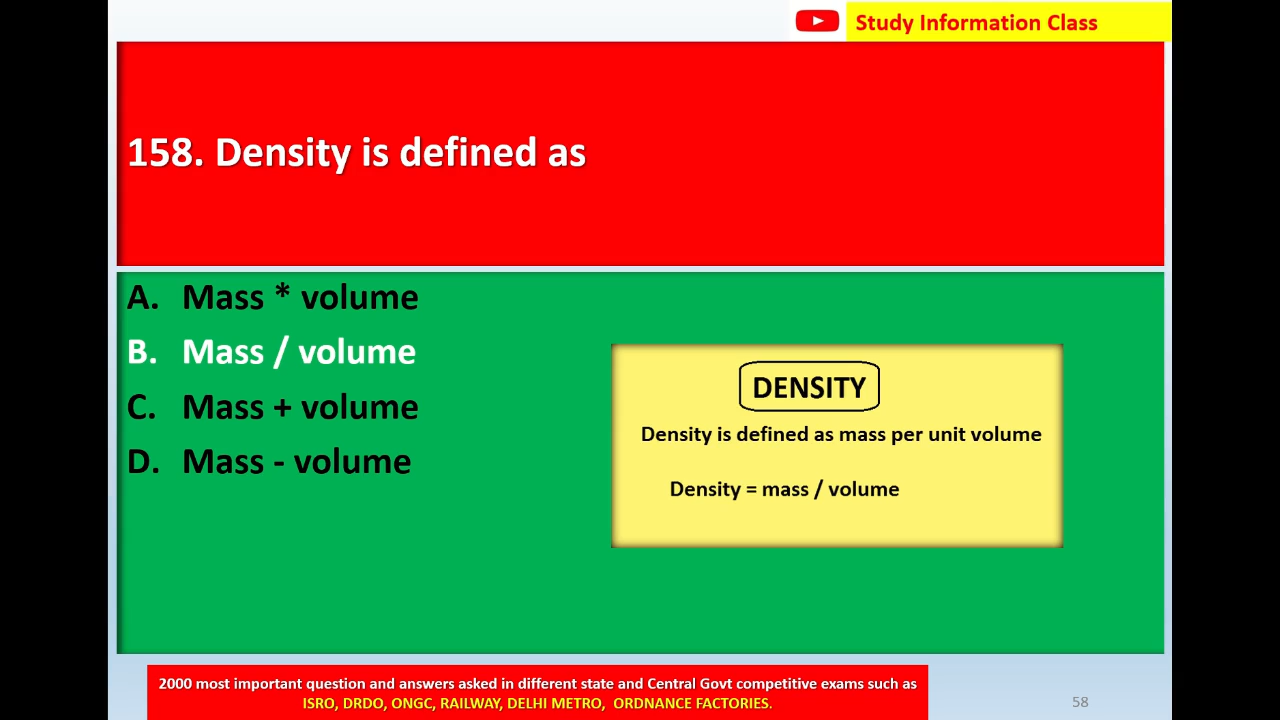 Study Information Class
158. Density is defined as
A. Mass * volume
B. Mass / volume
C. Mass + volume
D. Mass - volume
DENSITY
Density is defined as mass per unit volume
Density = mass / volume
2000 most important question and answers asked in different state and Central Govt competitive exams such as
ISRO, DRDO, ONGC, RAILWAY, DELHI METRO, ORDNANCE FACTORIES.
58